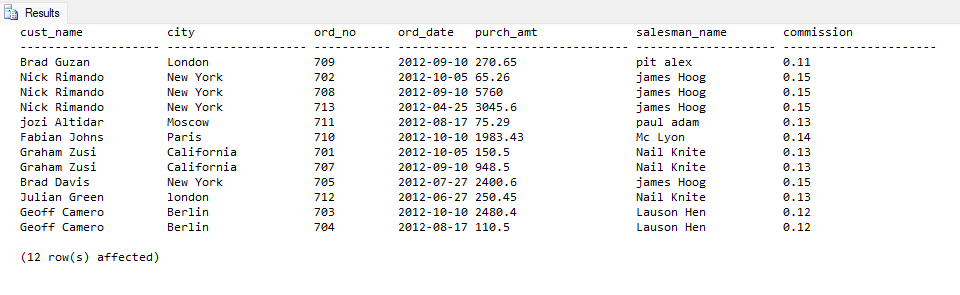 Results
cust_name city ord_no ord_date purch_amt salesman_name commission
-------------------- -------------------- ----------- ---------- ---------------------- -------------------- ----------------------
Brad Guzan London 709 2012-09-10 270.65 pit alex 0.11
Nick Rimando New York 702 2012-10-05 65.26 james Hoog 0.15
Nick Rimando New York 708 2012-09-10 5760 james Hoog 0.15
Nick Rimando New York 713 2012-04-25 3045.6 james Hoog 0.15
jozi Altidar Moscow 711 2012-08-17 75.29 paul adam 0.13
Fabian Johns Paris 710 2012-10-10 1983.43 Mc Lyon 0.14
Graham Zusi California 701 2012-10-05 150.5 Nail Knite 0.13
Graham Zusi California 707 2012-09-10 948.5 Nail Knite 0.13
Brad Davis New York 705 2012-07-27 2400.6 james Hoog 0.15
Julian Green london 712 2012-06-27 250.45 Nail Knite 0.13
Geoff Camero Berlin 703 2012-10-10 2480.4 Lauson Hen 0.12
Geoff Camero Berlin 704 2012-08-17 110.5 Lauson Hen 0.12
(12 row(s) affected)